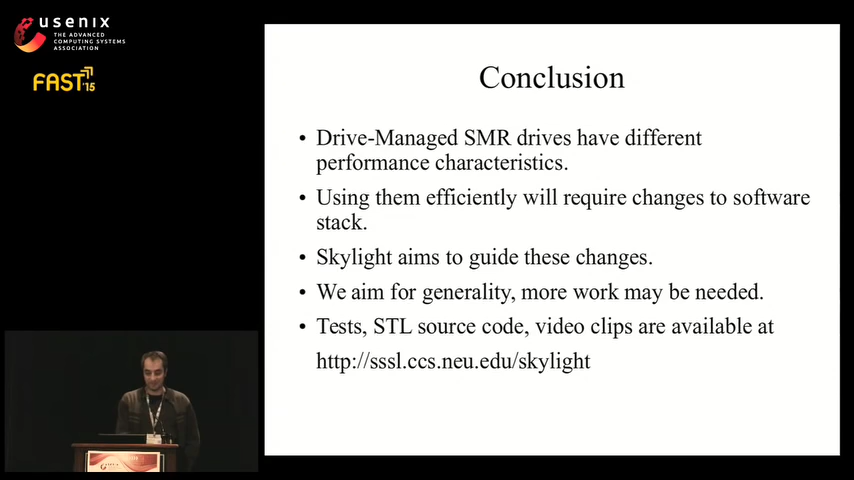 usenix
THE ADVANCED
COMPUTING SYSTEMS
ASSOCIATION
FAST '15
Conclusion
• Drive-Managed SMR drives have different
performance characteristics.
• Using them efficiently will require changes to software
stack.
• Skylight aims to guide these changes.
• We aim for generality, more work may be needed.
• Tests, STL source code, video clips are available at
http://sssl.ccs.neu.edu/skylight